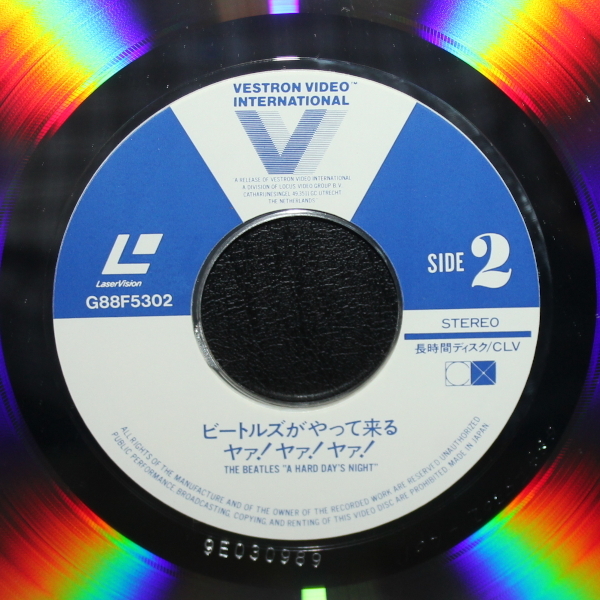 VESTRON VIDEO™
INTERNATIONAL
V
A RELEASE OF VESTRON VIDEO INTERNATIONAL
A DIVISION OF LOCUS VIDEO GROUP B.V.
THE NETHERLANDS
LaserVision
G88F5302
SIDE 2
STEREO
長時間ディスク/CLV
ビートルズがやって来る
ヤァ!ヤァ!ヤァ!
THE BEATLES "A HARD DAY'S NIGHT"
ALL RIGHTS OF THE MANUFACTURE AND OF THE OWNER OF THE RECORDED WORK ARE RESERVED. UNAUTHORIZED
PUBLIC PERFORMANCE, BROADCASTING, COPYING, AND RENTING OF THIS VIDEO DISC ARE PROHIBITED. MADE IN JAPAN
9E030989